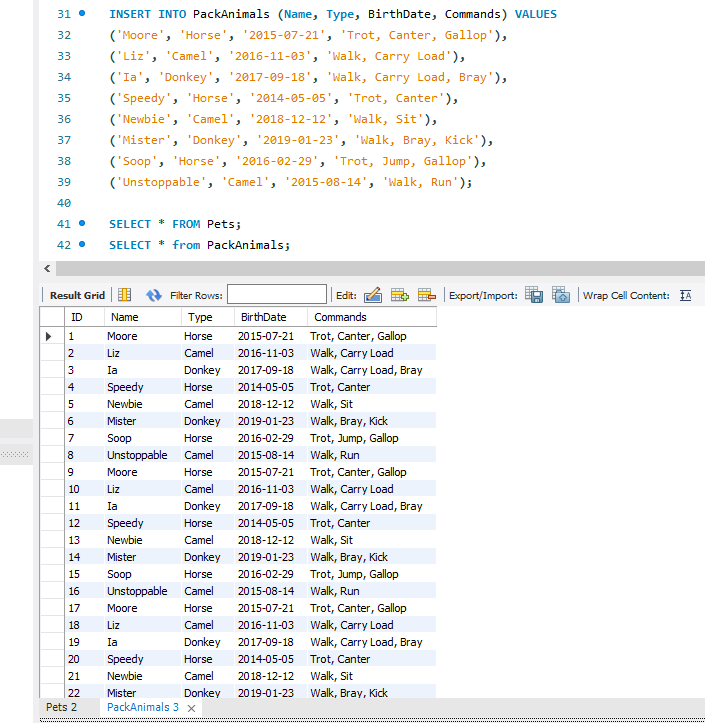 31 INSERT INTO PackAnimals (Name, Type, BirthDate, Commands) VALUES
32 ('Moore', 'Horse', '2015-07-21', 'Trot, Canter, Gallop'),
33 ('Liz', 'Camel', '2016-11-03', 'Walk, Carry Load'),
34 ('Ia', 'Donkey', '2017-09-18', 'Walk, Carry Load, Bray'),
35 ('Speedy', 'Horse', '2014-05-05', 'Trot, Canter'),
36 ('Newbie', 'Camel', '2018-12-12', 'Walk, Sit'),
37 ('Mister', 'Donkey', '2019-01-23', 'Walk, Bray, Kick'),
38 ('Soop', 'Horse', '2016-02-29', 'Trot, Jump, Gallop'),
39 ('Unstoppable', 'Camel', '2015-08-14', 'Walk, Run');
40
41 SELECT * FROM Pets;
42 SELECT * from PackAnimals;
Result Grid Filter Rows: Edit: Export/Import: Wrap Cell Content:
ID Name Type BirthDate Commands
1 Moore Horse 2015-07-21 Trot, Canter, Gallop
2 Liz Camel 2016-11-03 Walk, Carry Load
3 Ia Donkey 2017-09-18 Walk, Carry Load, Bray
4 Speedy Horse 2014-05-05 Trot, Canter
5 Newbie Camel 2018-12-12 Walk, Sit
6 Mister Donkey 2019-01-23 Walk, Bray, Kick
7 Soop Horse 2016-02-29 Trot, Jump, Gallop
8 Unstoppable Camel 2015-08-14 Walk, Run
9 Moore Horse 2015-07-21 Trot, Canter, Gallop
10 Liz Camel 2016-11-03 Walk, Carry Load
11 Ia Donkey 2017-09-18 Walk, Carry Load, Bray
12 Speedy Horse 2014-05-05 Trot, Canter
13 Newbie Camel 2018-12-12 Walk, Sit
14 Mister Donkey 2019-01-23 Walk, Bray, Kick
15 Soop Horse 2016-02-29 Trot, Jump, Gallop
16 Unstoppable Camel 2015-08-14 Walk, Run
17 Moore Horse 2015-07-21 Trot, Canter, Gallop
18 Liz Camel 2016-11-03 Walk, Carry Load
19 Ia Donkey 2017-09-18 Walk, Carry Load, Bray
20 Speedy Horse 2014-05-05 Trot, Canter
21 Newbie Camel 2018-12-12 Walk, Sit
22 Mister Donkey 2019-01-23 Walk, Bray, Kick
Pets 2 PackAnimals 3